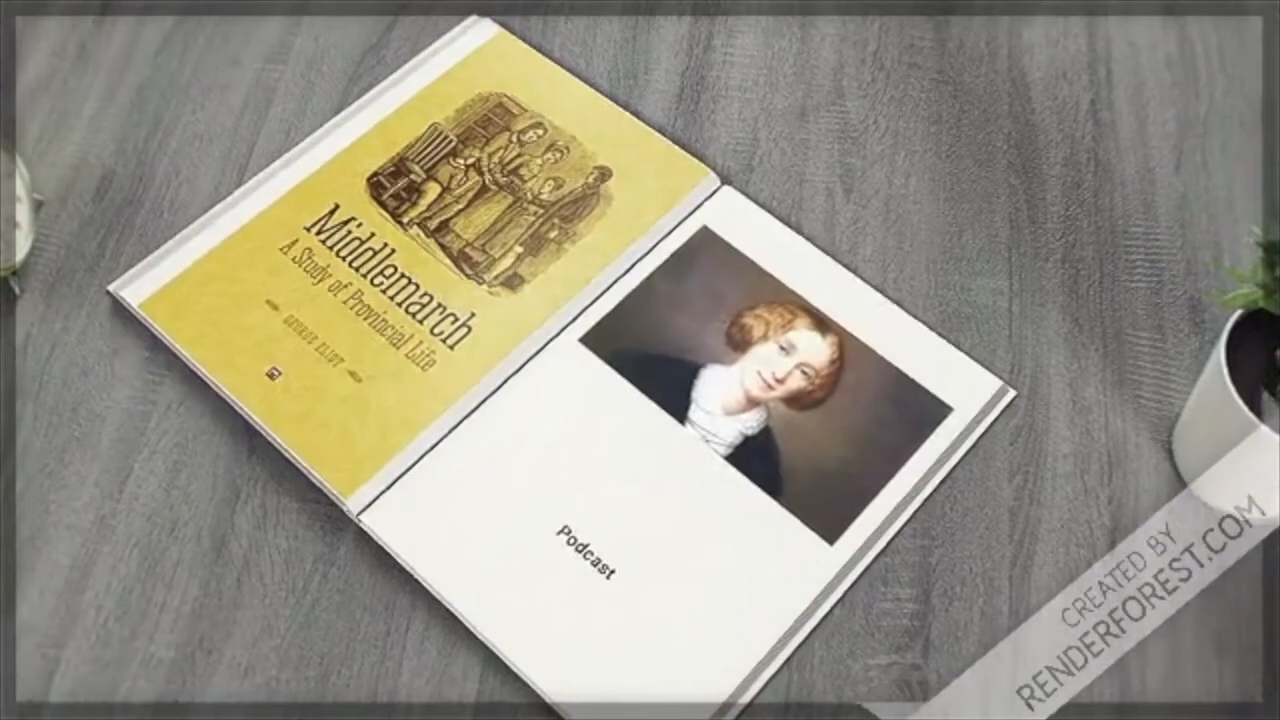 Middlemarch
A Study of Provincial Life
GEORGE ELIOT
Podcast
CREATED BY
RENDERFOREST.COM